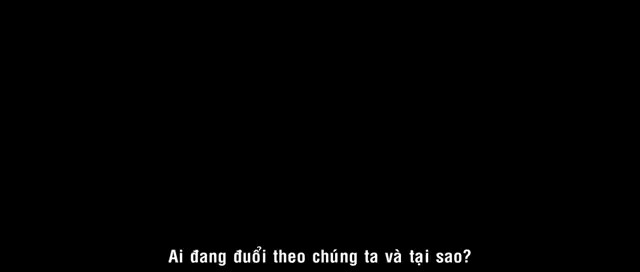 Ai đang đuổi theo chúng ta và tại sao?